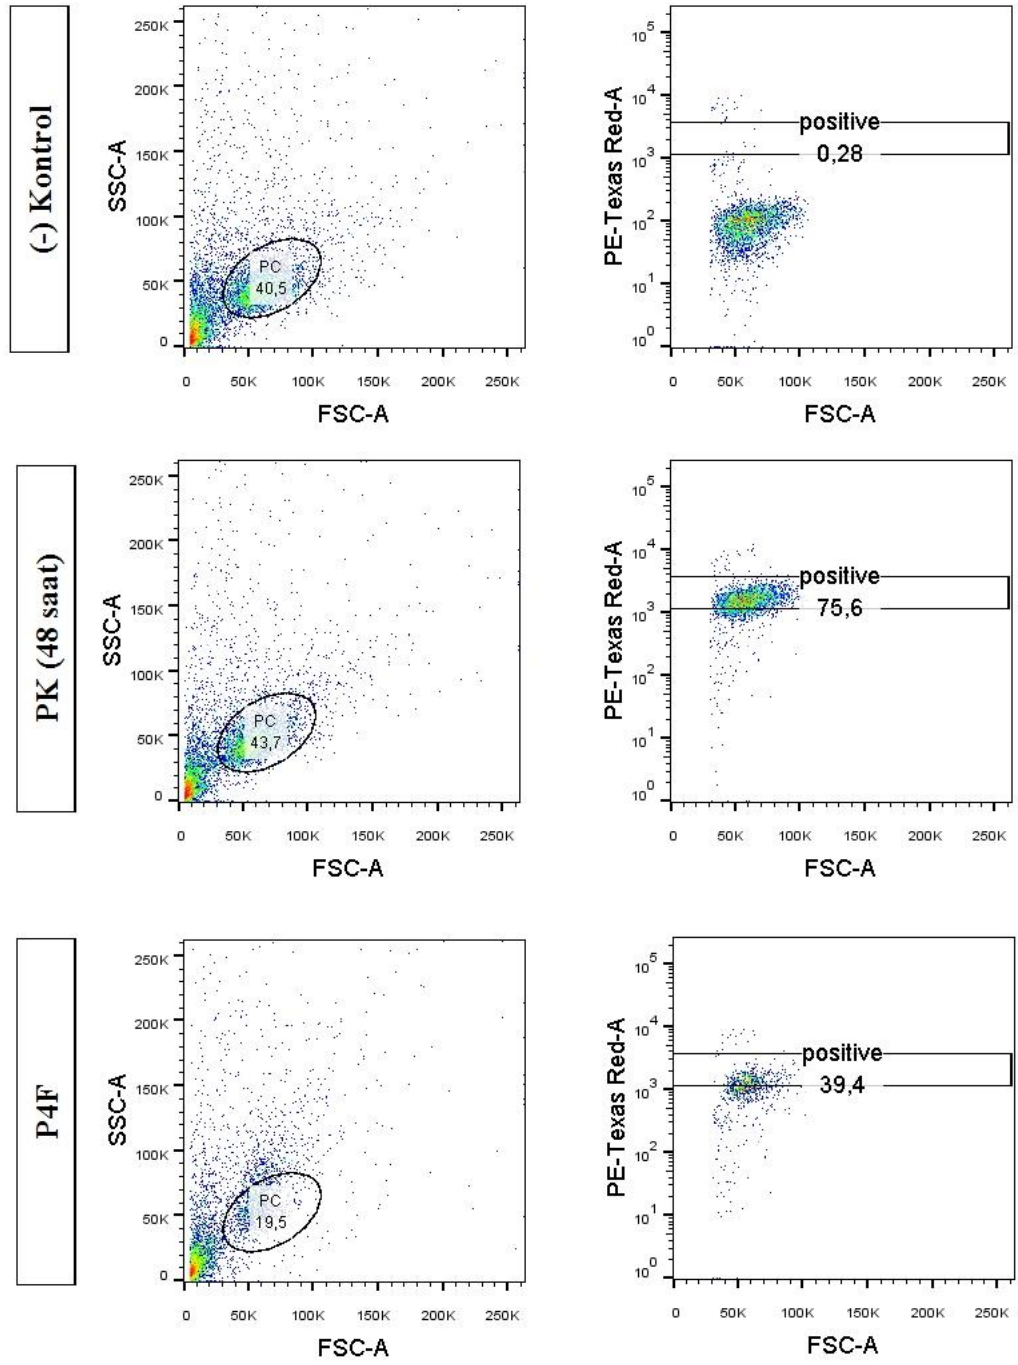 (-) Kontrol
SSC-A
250K
200K
150K
100K
50K
0
PC
40,5
0 50K 100K 150K 200K 250K
FSC-A
PE-Texas Red-A
10^5
10^4
10^3
10^2
10^1
10^0
positive
0,28
0 50K 100K 150K 200K 250K
FSC-A
PK (48 saat)
SSC-A
250K
200K
150K
100K
50K
0
PC
43,7
0 50K 100K 150K 200K 250K
FSC-A
PE-Texas Red-A
10^5
10^4
10^3
10^2
10^1
10^0
positive
75,6
0 50K 100K 150K 200K 250K
FSC-A
P4F
SSC-A
250K
200K
150K
100K
50K
0
PC
19,5
0 50K 100K 150K 200K 250K
FSC-A
PE-Texas Red-A
10^5
10^4
10^3
10^2
10^1
10^0
positive
39,4
0 50K 100K 150K 200K 250K
FSC-A